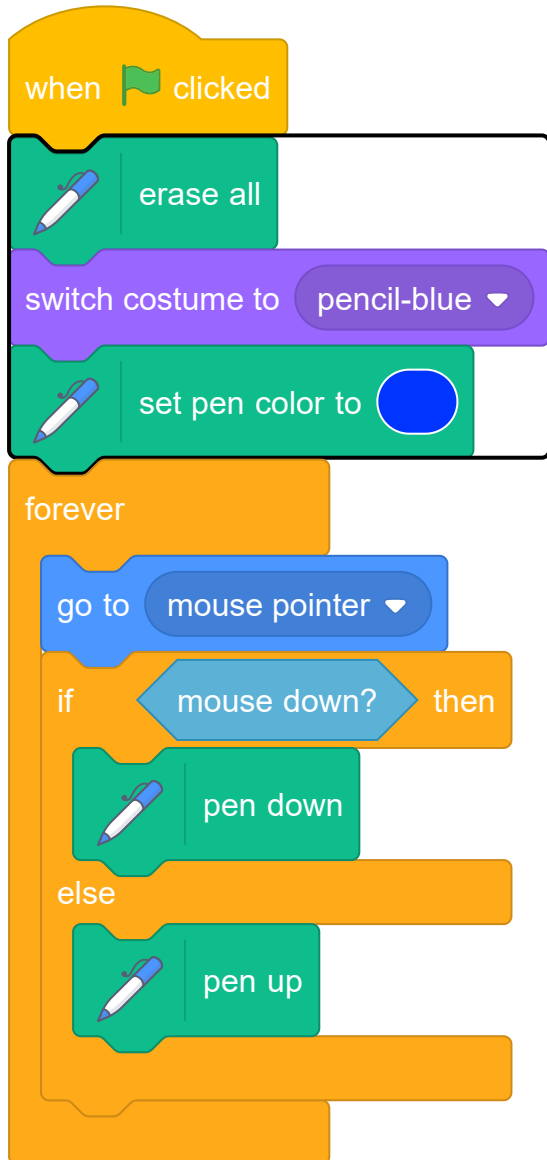 when clicked
erase all
switch costume to pencil-blue
set pen color to
forever
go to mouse pointer
if mouse down? then
pen down
else
pen up